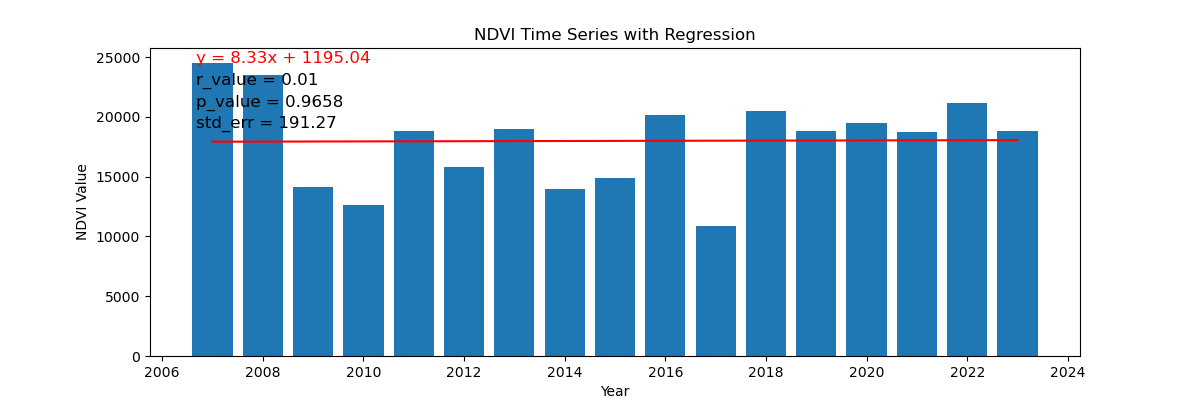 NDVI Time Series with Regression
y = 8.33x + 1195.04
r_value = 0.01
p_value = 0.9658
std_err = 191.27
NDVI Value
25000
20000
15000
10000
5000
0
2006 2008 2010 2012 2014 2016 2018 2020 2022 2024
Year